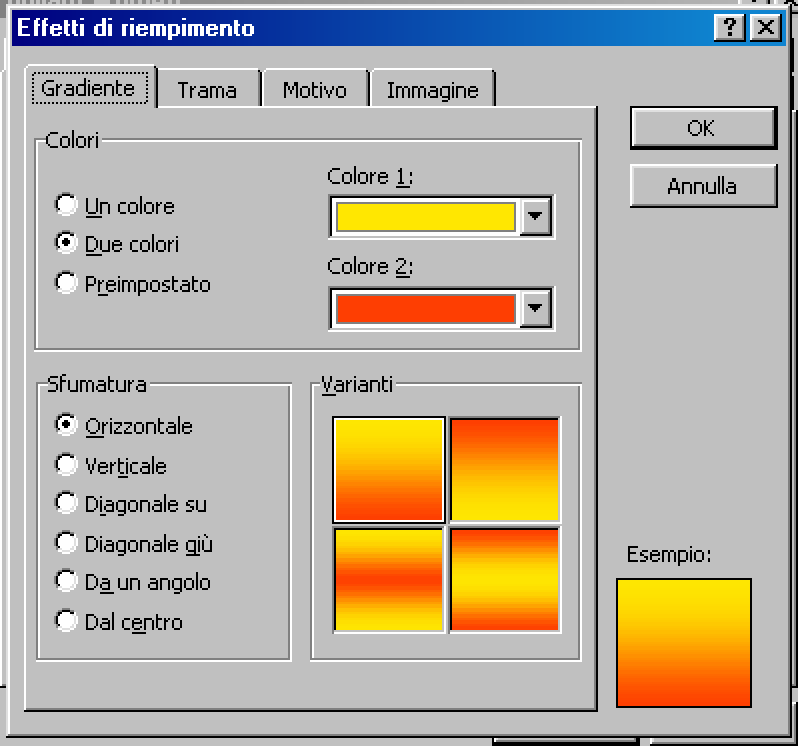 Effetti di riempimento
Gradiente Trama Motivo Immagine
OK
Annulla
Colori
Un colore
Due colori
Preimpostato
Colore 1:
Colore 2:
Sfumatura
Orizzontale
Verticale
Diagonale su
Diagonale giù
Da un angolo
Dal centro
Varianti
Esempio: